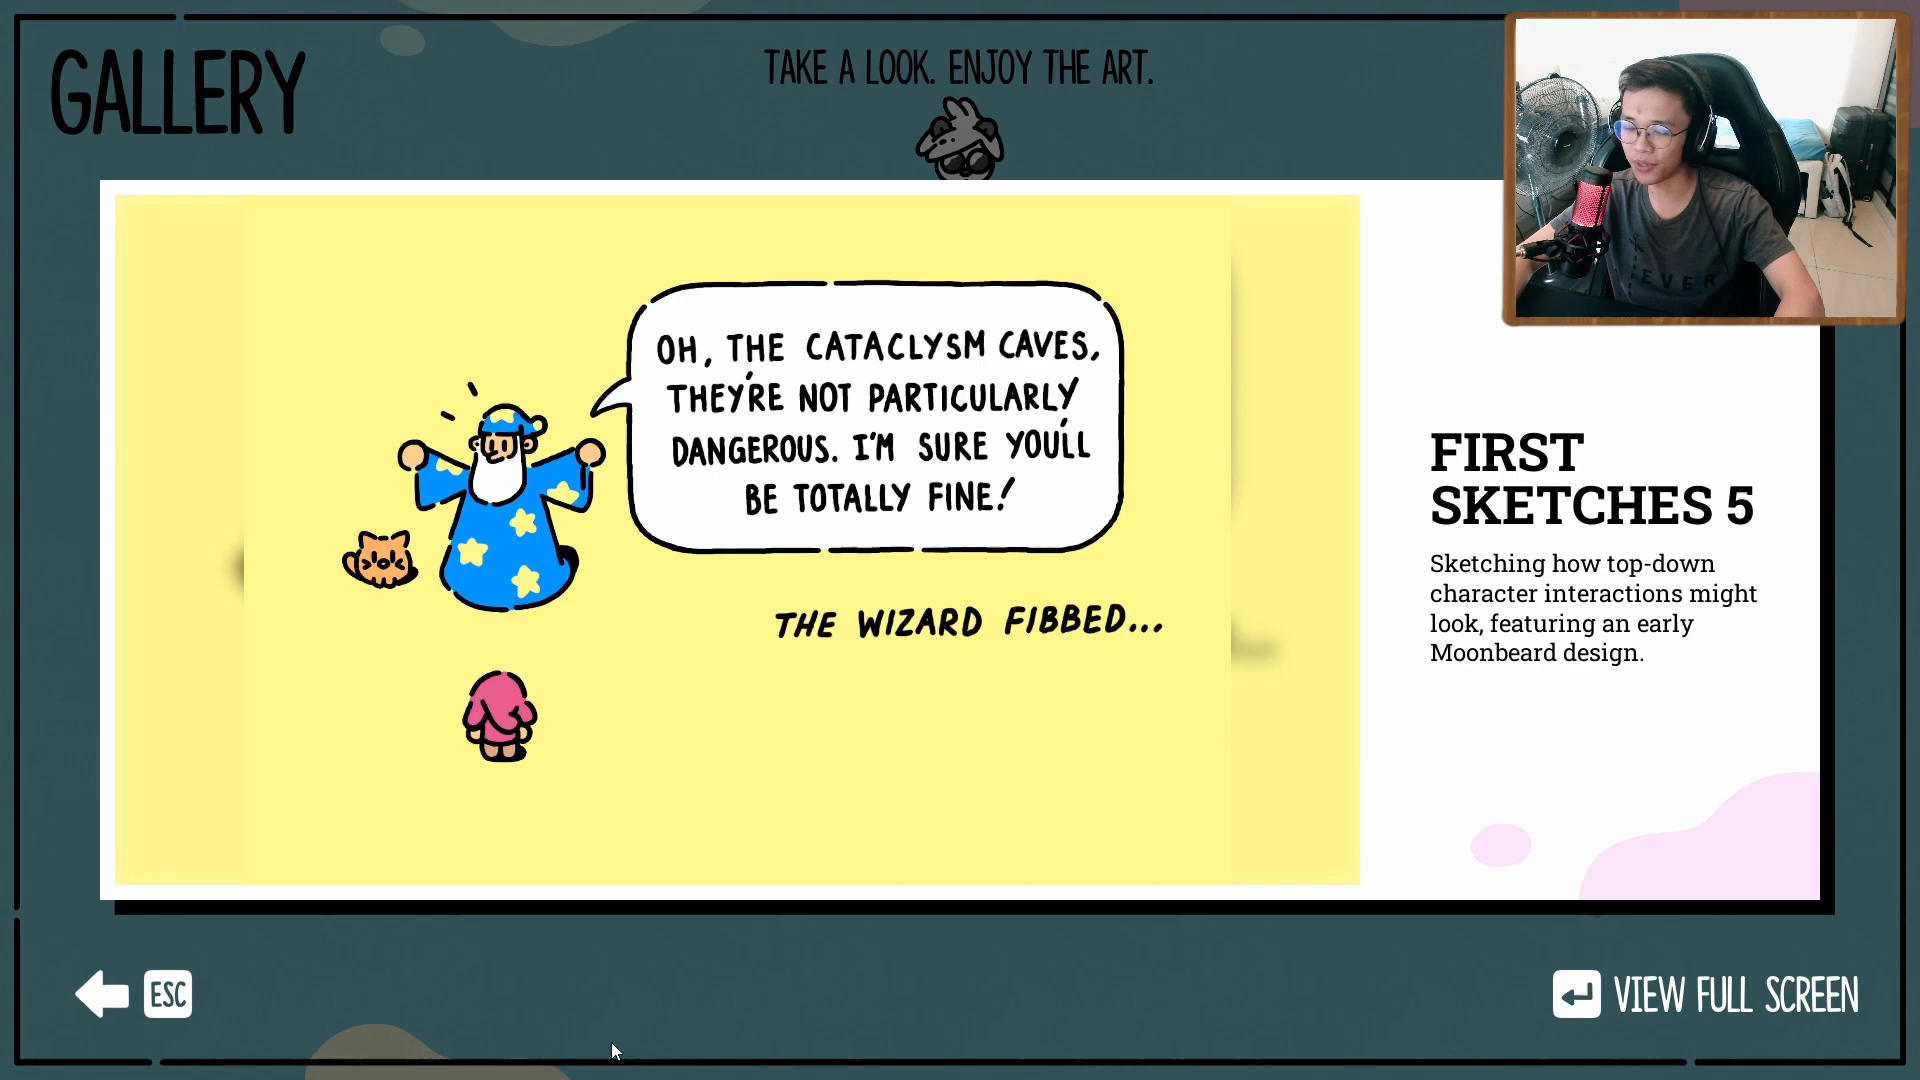 GALLERY
TAKE A LOOK. ENJOY THE ART.
OH, THE CATACLYSM CAVES,
THEY'RE NOT PARTICULARLY
DANGEROUS. I'M SURE YOU'LL
BE TOTALLY FINE!
THE WIZARD FIBBED...
EVER
FIRST
SKETCHES 5
Sketching how top-down
character interactions might
look, featuring an early
Moonbeard design.
ESC
VIEW FULL SCREEN